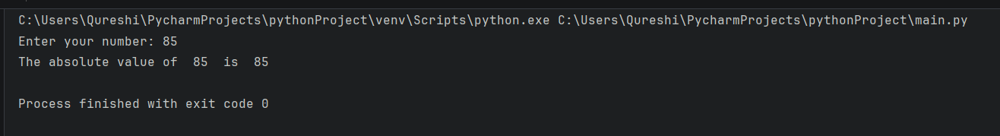 C:\Users\Qureshi\PycharmProjects\pythonProject\venv\Scripts\python.exe C:\Users\Qureshi\PycharmProjects\pythonProject\main.py
Enter your number: 85
The absolute value of  85  is  85
Process finished with exit code 0